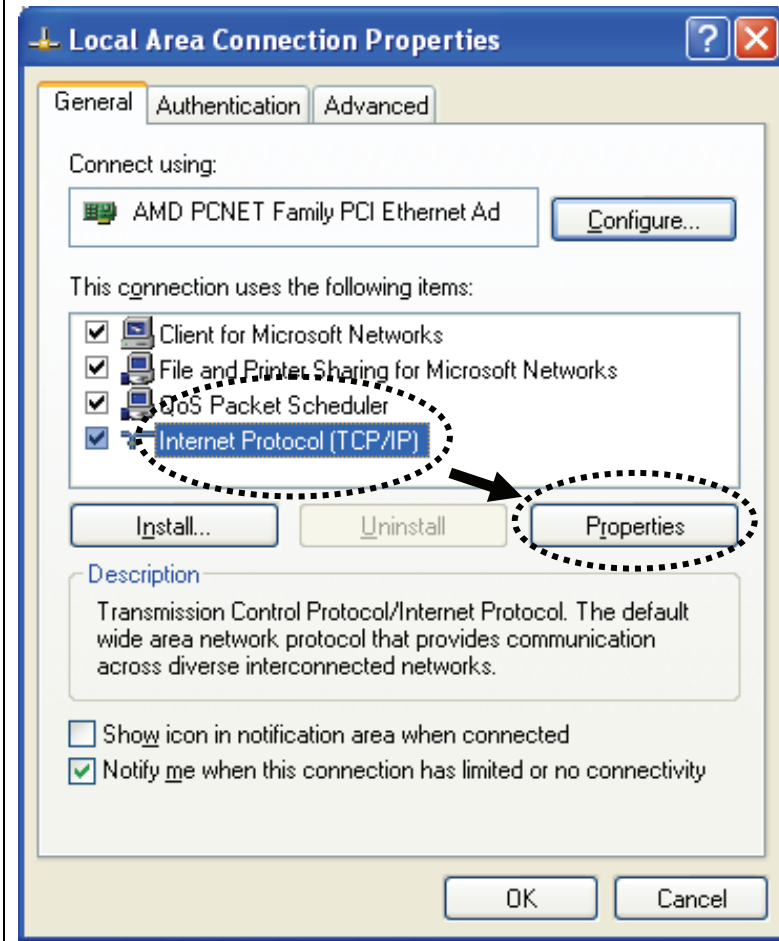 Local Area Connection Properties
General Authentication Advanced
Connect using:
AMD PCNET Family PCI Ethernet Ad Configure...
This connection uses the following items:
Client for Microsoft Networks
File and Printer Sharing for Microsoft Networks
QoS Packet Scheduler
Internet Protocol (TCP/IP)
Install... Uninstall Properties
Description
Transmission Control Protocol/Internet Protocol. The default
wide area network protocol that provides communication
across diverse interconnected networks.
Show icon in notification area when connected
Notify me when this connection has limited or no connectivity
OK Cancel